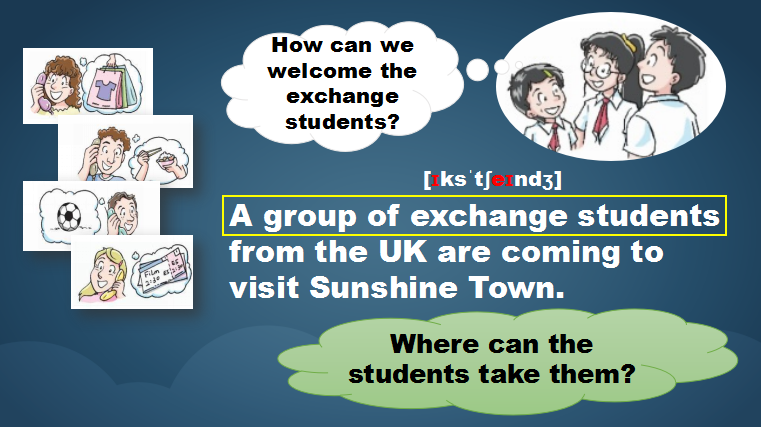 How can we
welcome the
exchange
students?
[ɪksˈtʃeɪndʒ]
A group of exchange students
from the UK are coming to
visit Sunshine Town.
Where can the
students take them?
Film